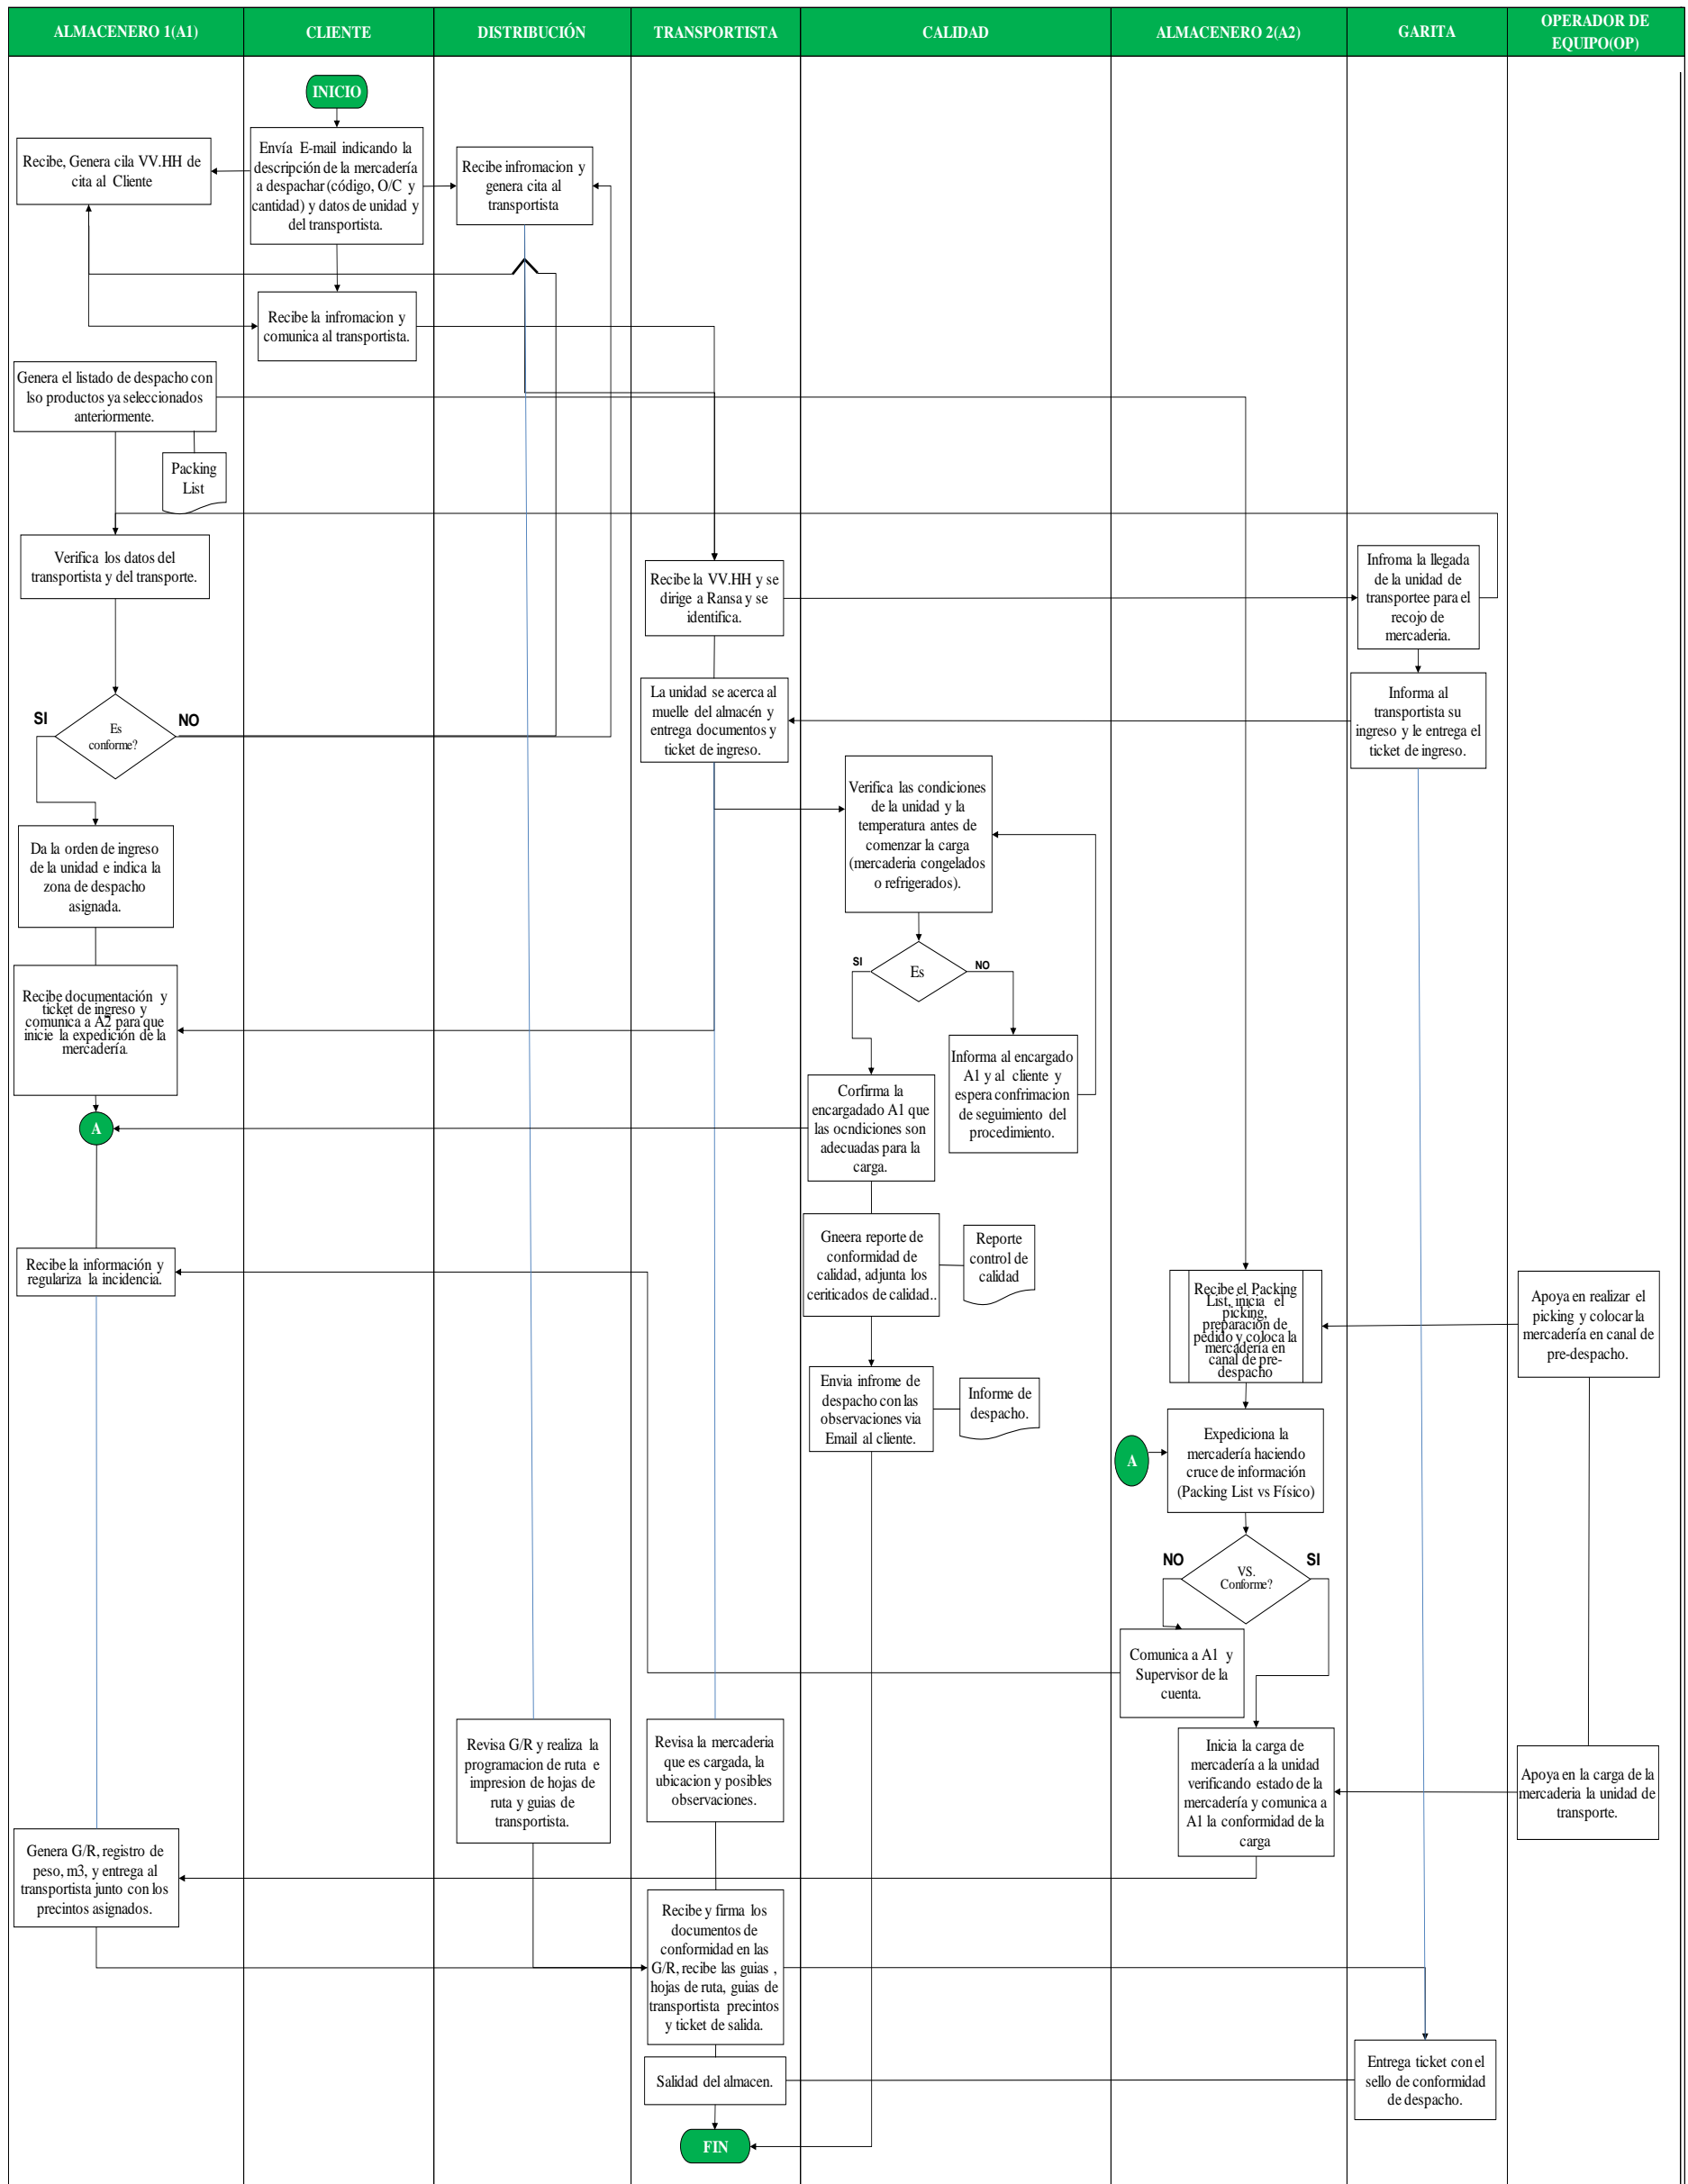 ALMACENERO 1(A1)
CLIENTE
DISTRIBUCIÓN
TRANSPORTISTA
CALIDAD
ALMACENERO 2(A2)
GARITA
OPERADOR DE
EQUIPO(OP)
INICIO
Recibe, Genera cila VV.HH de
cita al Cliente
Envía E-mail indicando la
descripción de la mercadería
a despachar (código, O/C y
cantidad) y datos de unidad y
del transportista.
Recibe infromacion y
genera cita al
transportista
Recibe la infromacion y
comunica al transportista.
Genera el listado de despacho con
lso productos ya seleccionados
anteriormente.
Packing
List
Verifica los datos del
transportista y del transporte.
Recibe la VV.HH y se
dirige a Ransa y se
identifica.
Infroma la llegada
de la unidad de
transportee para el
recojo de
mercaderia.
SI
Es
conforme?
NO
La unidad se acerca al
muelle del almacén y
entrega documentos y
ticket de ingreso.
Informa al
transportista su
ingreso y le entrega el
ticket de ingreso.
Verifica las condiciones
de la unidad y la
temperatura antes de
comenzar la carga
(mercaderia congelados
o refrigerados).
Da la orden de ingreso
de la unidad e indica la
zona de despacho
asignada.
SI
Es
NO
Recibe documentación y
ticket de ingreso y
comunica a A2 para que
inicie la expedición de la
mercadería.
Informa al encargado
A1 y al cliente y
espera confrimacion
de seguimiento del
procedimiento.
Corfirma la
encargadado A1 que
las ocndiciones son
adecuadas para la
carga.
A
Gneera reporte de
conformidad de
calidad, adjunta los
ceriticados de calidad..
Reporte
control de
calidad
Recibe la información y
regulariza la incidencia.
Recibe el Packing
List, inicia el
picking,
preparación de
pedido y coloca la
mercadería en
canal de pre-
despacho
Apoya en realizar el
picking y colocar la
mercadería en canal de
pre-despacho.
Envia infrome de
despacho con las
observaciones via
Email al cliente.
Informe de
despacho.
A
Expediciona la
mercadería haciendo
cruce de información
(Packing List vs Físico)
NO
VS.
Conforme?
SI
Comunica a A1 y
Supervisor de la
cuenta.
Revisa G/R y realiza la
programacion de ruta e
impresion de hojas de
ruta y guias de
transportista.
Revisa la mercaderia
que es cargada, la
ubicacion y posibles
observaciones.
Inicia la carga de
mercadería a la unidad
verificando estado de la
mercadería y comunica a
A1 la conformidad de la
carga
Apoya en la carga de la
mercaderia la unidad de
transporte.
Genera G/R, registro de
peso, m3, y entrega al
transportista junto con los
precintos asignados.
Recibe y firma los
documentos de
conformidad en las
G/R, recibe las guias ,
hojas de ruta, guias de
transportista precintos
y ticket de salida.
Salidad del almacen.
Entrega ticket con el
sello de conformidad
de despacho.
FIN